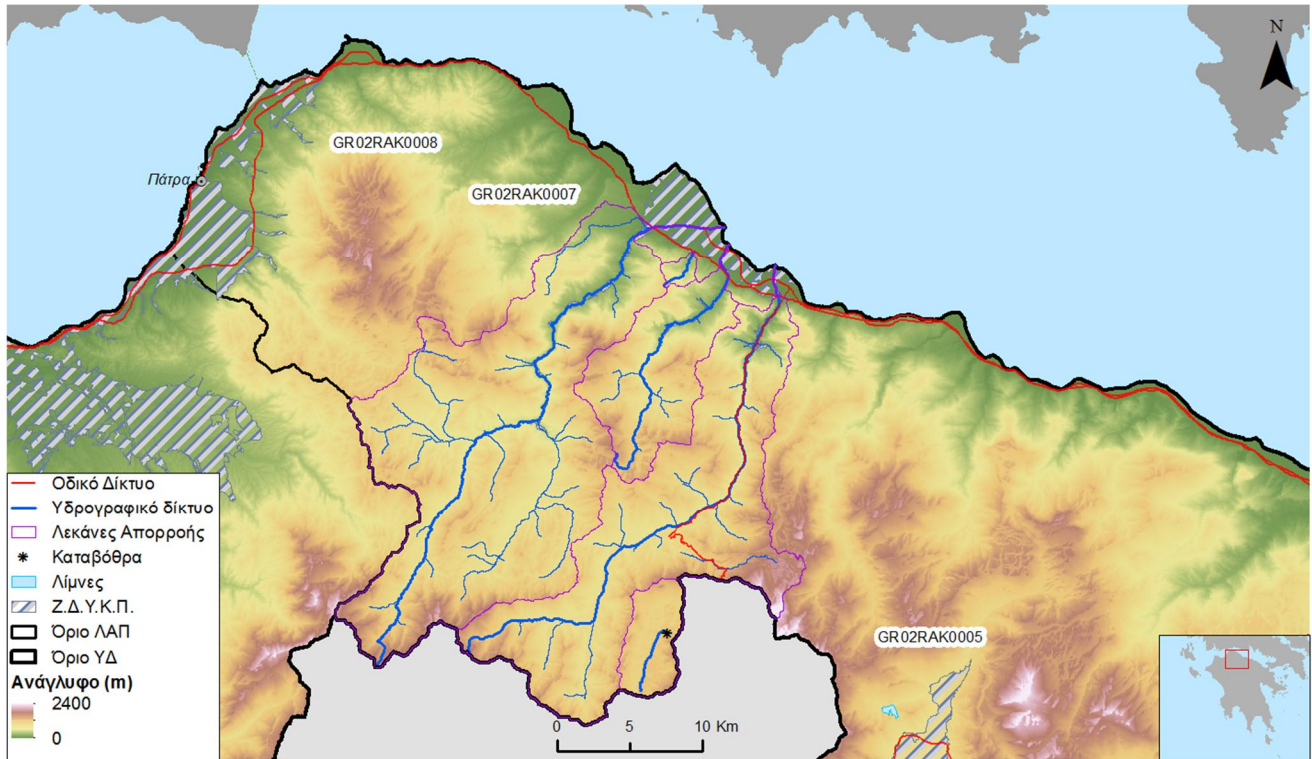 N
GR02RAK0008
Πάτρα
GR02RAK0007
GR02RAK0005
Οδικό Δίκτυο
Υδρογραφικό δίκτυο
Λεκάνες Απορροής
Καταβόθρα
Λίμνες
Ζ.Δ.Υ.Κ.Π.
Όριο ΛΑΠ
Όριο ΥΔ
Ανάγλυφο (m)
2400
0
0 5 10 Km